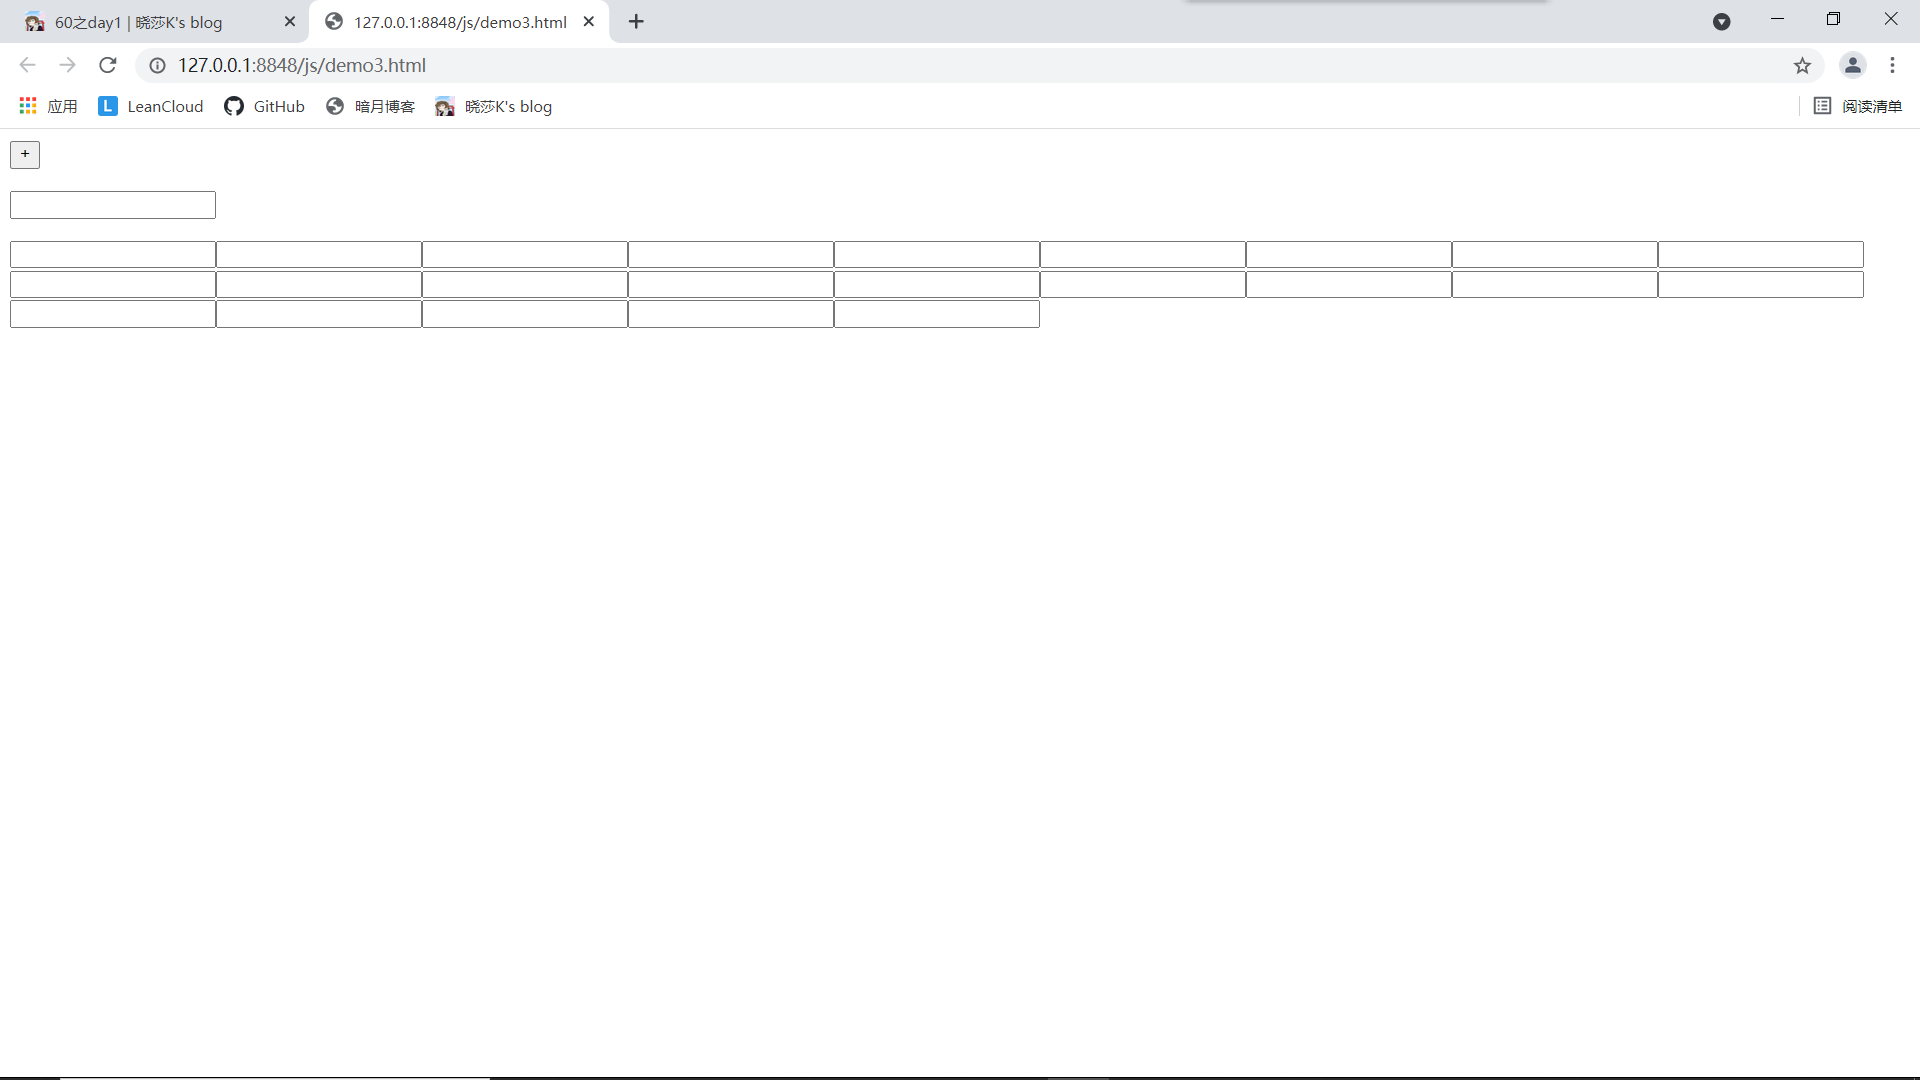 60之day1 | 晓莎K's blog
127.0.0.1:8848/js/demo3.html
127.0.0.1:8848/js/demo3.html
应用
LeanCloud
GitHub
暗月博客
晓莎K's blog
阅读清单
+